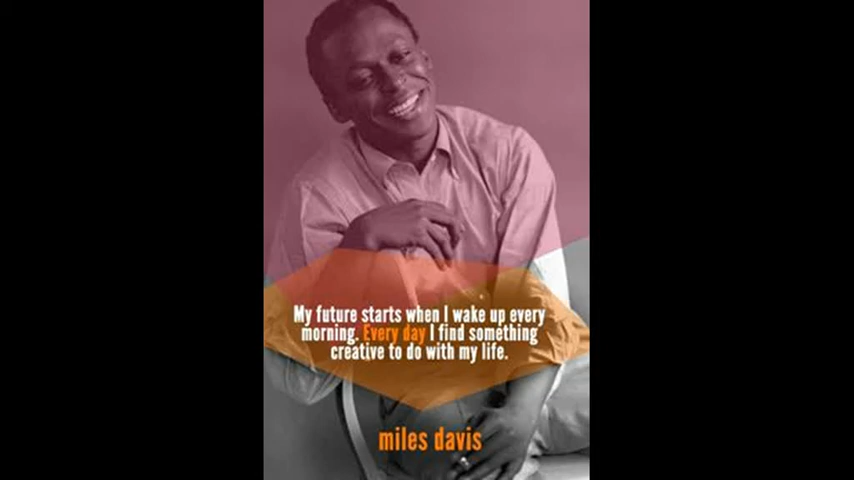 My future starts when I wake up every
morning. Every day I find something
creative to do with my life.
miles davis